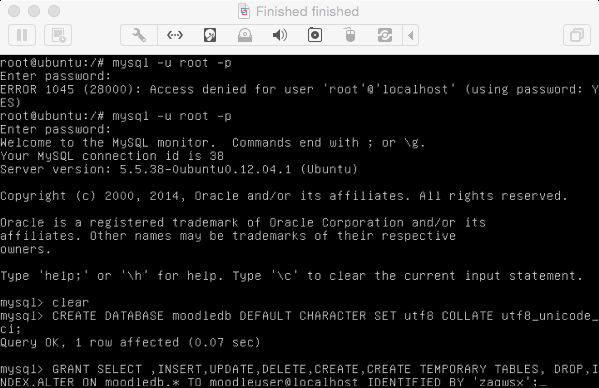 Finished finished
root@ubuntu:/# mysql -u root -p
Enter password:
ERROR 1045 (28000): Access denied for user 'root'@'localhost' (using password: Y
ES)
root@ubuntu:/# mysql -u root -p
Enter password:
Welcome to the MySQL monitor.  Commands end with ; or \g.
Your MySQL connection id is 38
Server version: 5.5.38-0ubuntu0.12.04.1 (Ubuntu)
Copyright (c) 2000, 2014, Oracle and/or its affiliates. All rights reserved.
Oracle is a registered trademark of Oracle Corporation and/or its
affiliates. Other names may be trademarks of their respective
owners.
Type 'help;' or '\h' for help. Type '\c' to clear the current input statement.
mysql> clear
mysql> CREATE DATABASE moodledb DEFAULT CHARACTER SET utf8 COLLATE utf8_unicode_
ci;
Query OK, 1 row affected (0.07 sec)
mysql> GRANT SELECT ,INSERT,UPDATE,DELETE,CREATE,CREATE TEMPORARY TABLES, DROP,I
NDEX,ALTER ON moodledb.* TO moodleuser@localhost IDENTIFIED BY 'zaqwsx';_